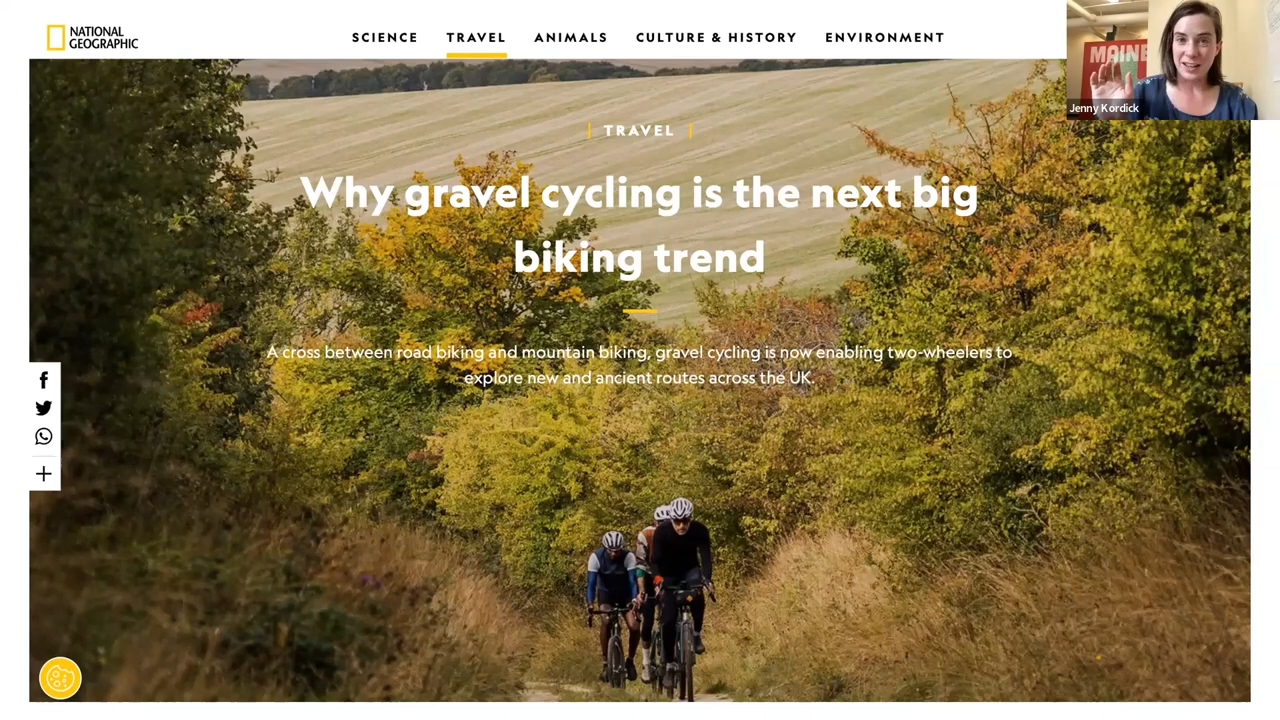 NATIONAL
GEOGRAPHIC
SCIENCE
TRAVEL
ANIMALS
CULTURE & HISTORY
ENVIRONMENT
MAINE
Jenny Kordick
TRAVEL
Why gravel cycling is the next big
biking trend
A cross between road biking and mountain biking, gravel cycling is now enabling two-wheelers to
explore new and ancient routes across the UK.